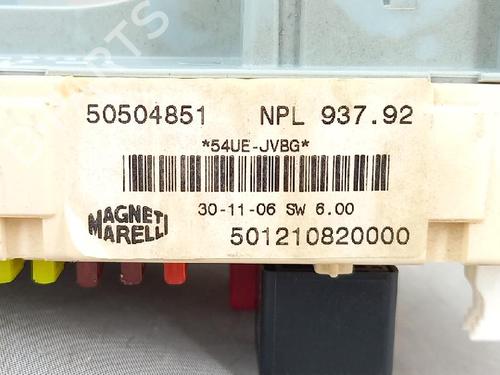 50504851 NPL 937.92
*54UE-JVBG*
30-11-06 SW 6.00
MAGNETI MARELLI
501210820000